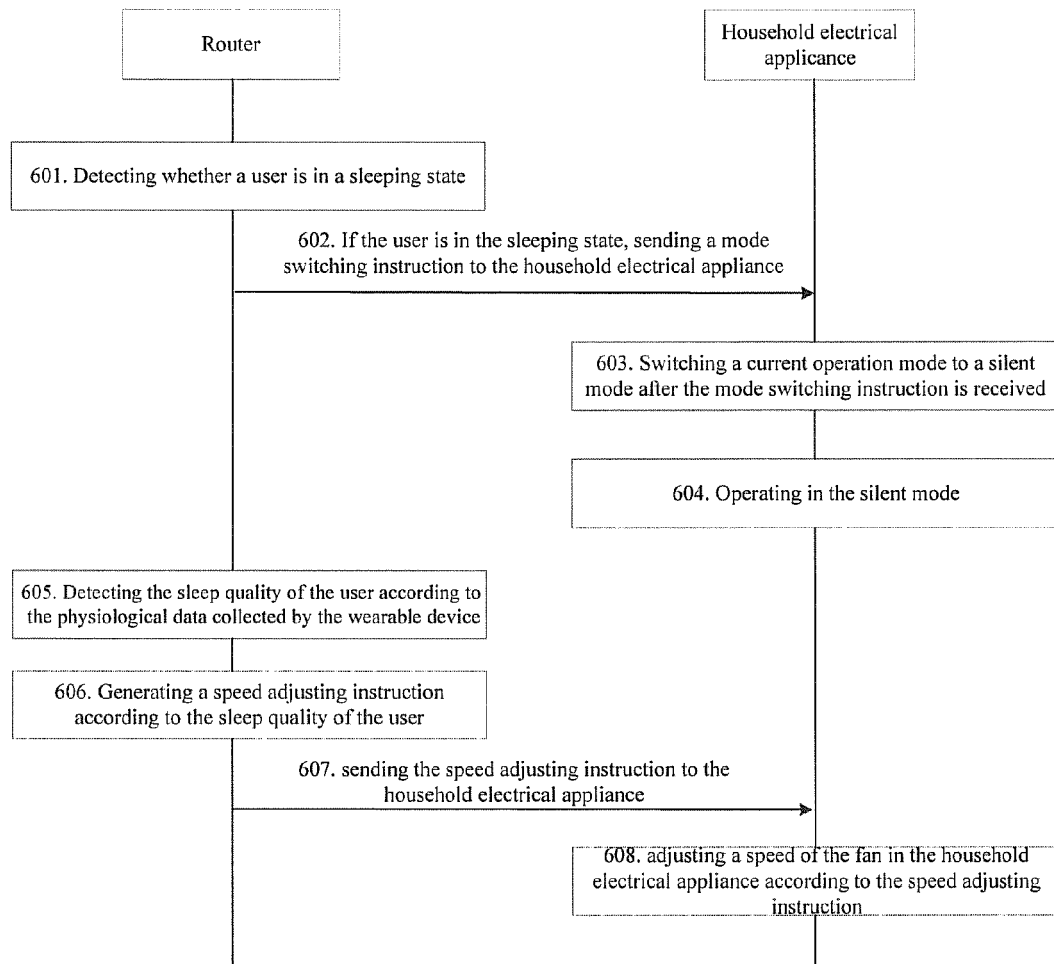 Router
Household electrical
applicance
601. Detecting whether a user is in a sleeping state
602. If the user is in the sleeping state, sending a mode
switching instruction to the household electrical appliance
603. Switching a current operation mode to a silent
mode after the mode switching instruction is received
604. Operating in the silent mode
605. Detecting the sleep quality of the user according to
the physiological data collected by the wearable device
606. Generating a speed adjusting instruction
according to the sleep quality of the user
607. sending the speed adjusting instruction to the
household electrical appliance
608. adjusting a speed of the fan in the household
electrical appliance according to the speed adjusting
instruction